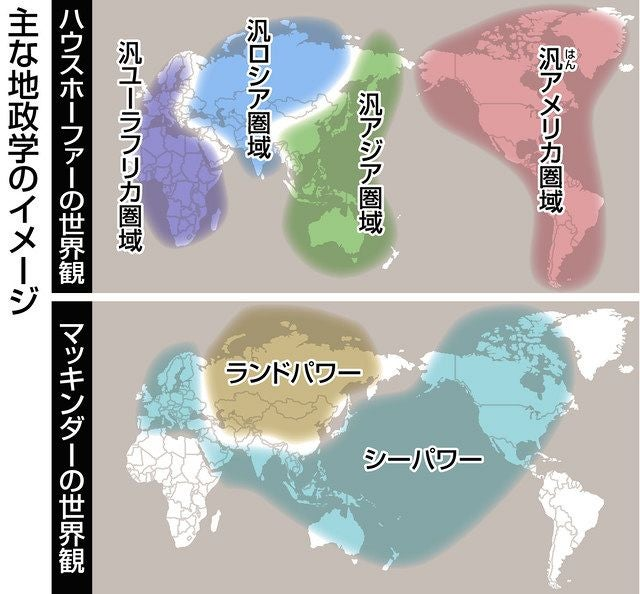 主な地政学のイメージ
ハウスホーファーの世界観
汎ユーラフリカ圏域
汎ロシア圏域
汎アジア圏域
はん
汎アメリカ圏域
マッキンダーの世界観
ランドパワー
シーパワー